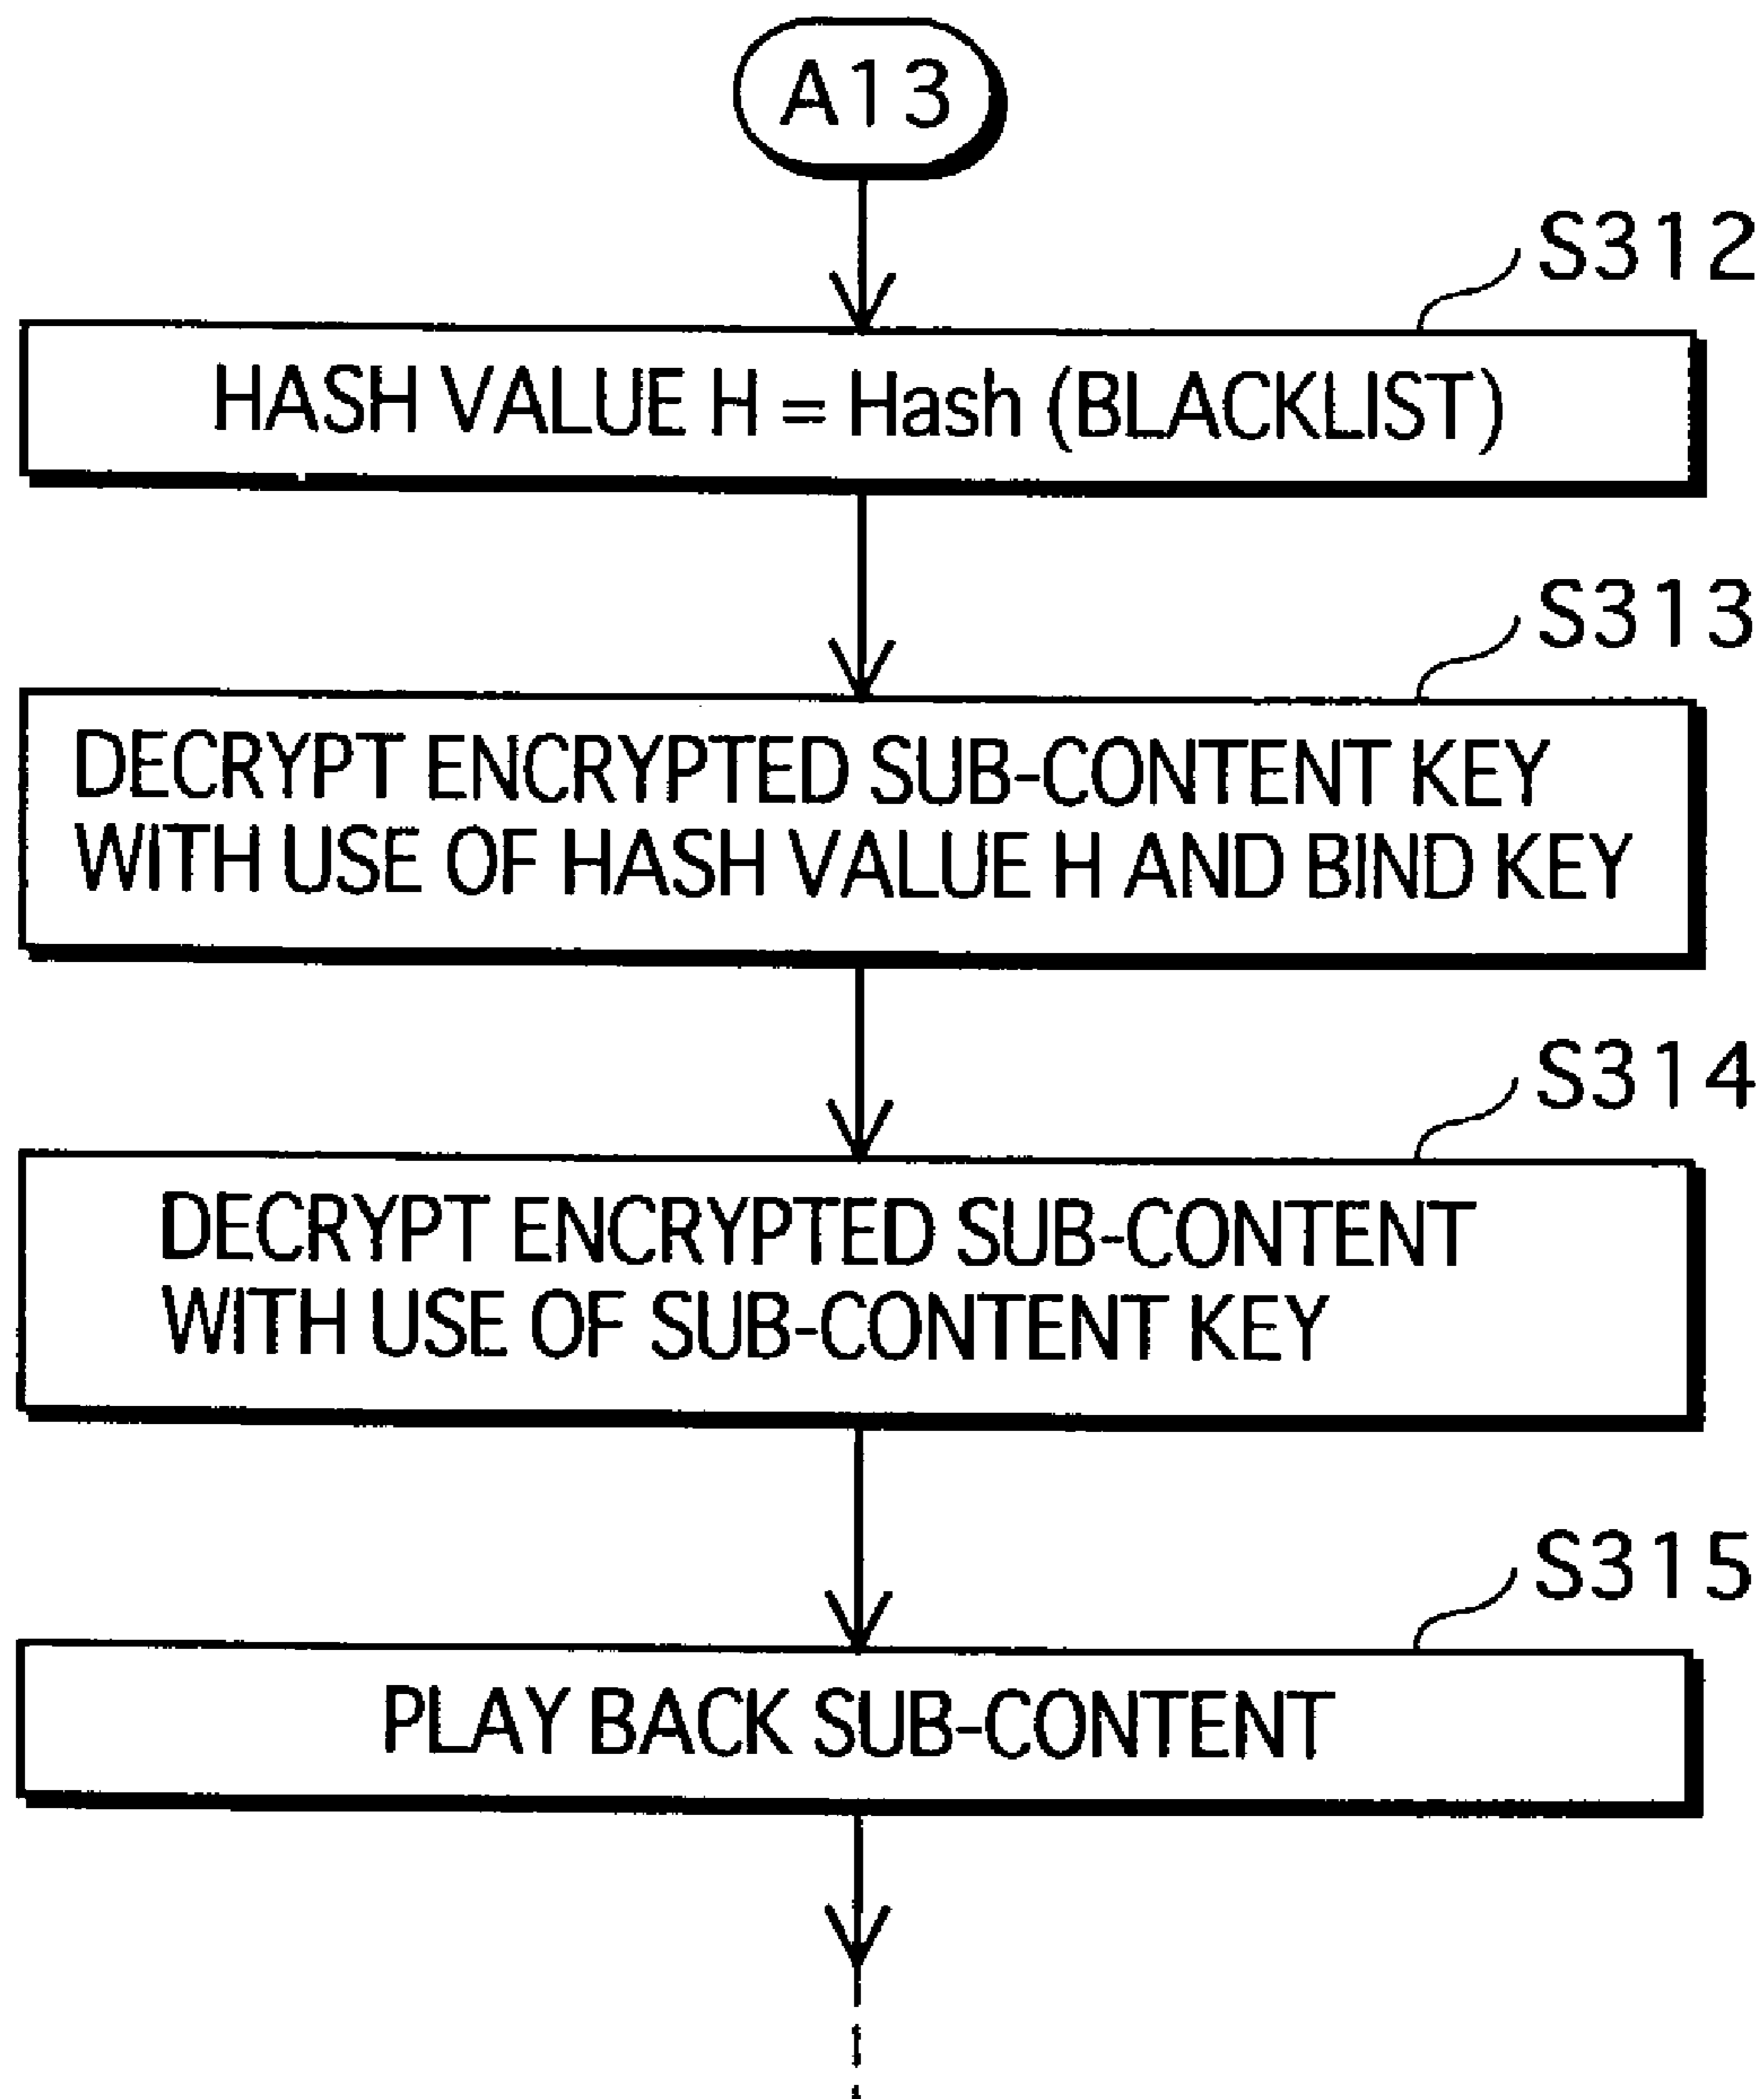 A13
S312
HASH VALUE H = Hash (BLACKLIST)
S313
DECRYPT ENCRYPTED SUB-CONTENT KEY
WITH USE OF HASH VALUE H AND BIND KEY
S314
DECRYPT ENCRYPTED SUB-CONTENT
WITH USE OF SUB-CONTENT KEY
S315
PLAY BACK SUB-CONTENT